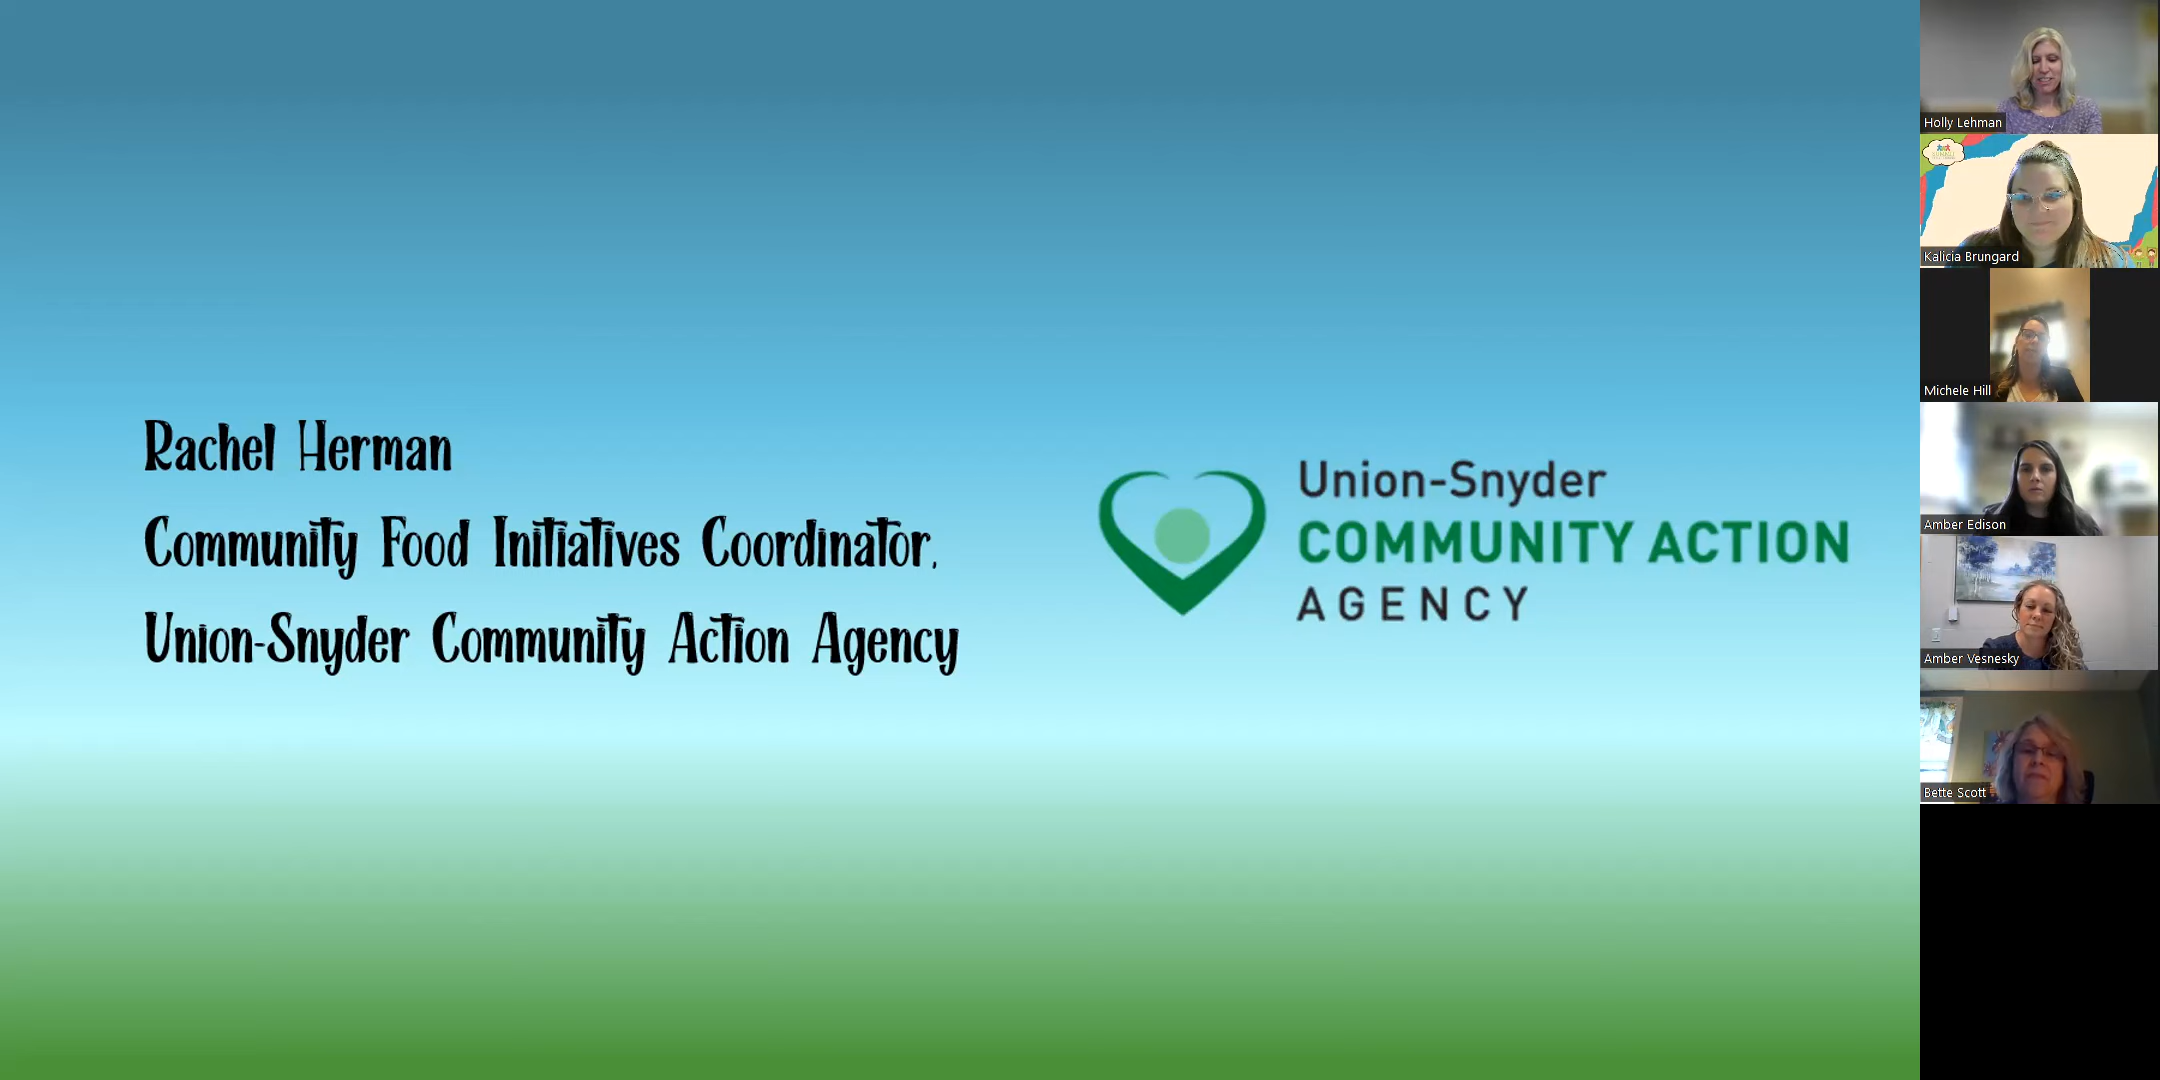 Rachel Herman
Community Food Initiatives Coordinator,
Union-Snyder Community Action Agency
Union-Snyder
COMMUNITY ACTION
AGENCY
Holly Lehman
Kalicia Brungard
Michele Hill
Amber Edison
Amber Vesnesky
Bette Scott